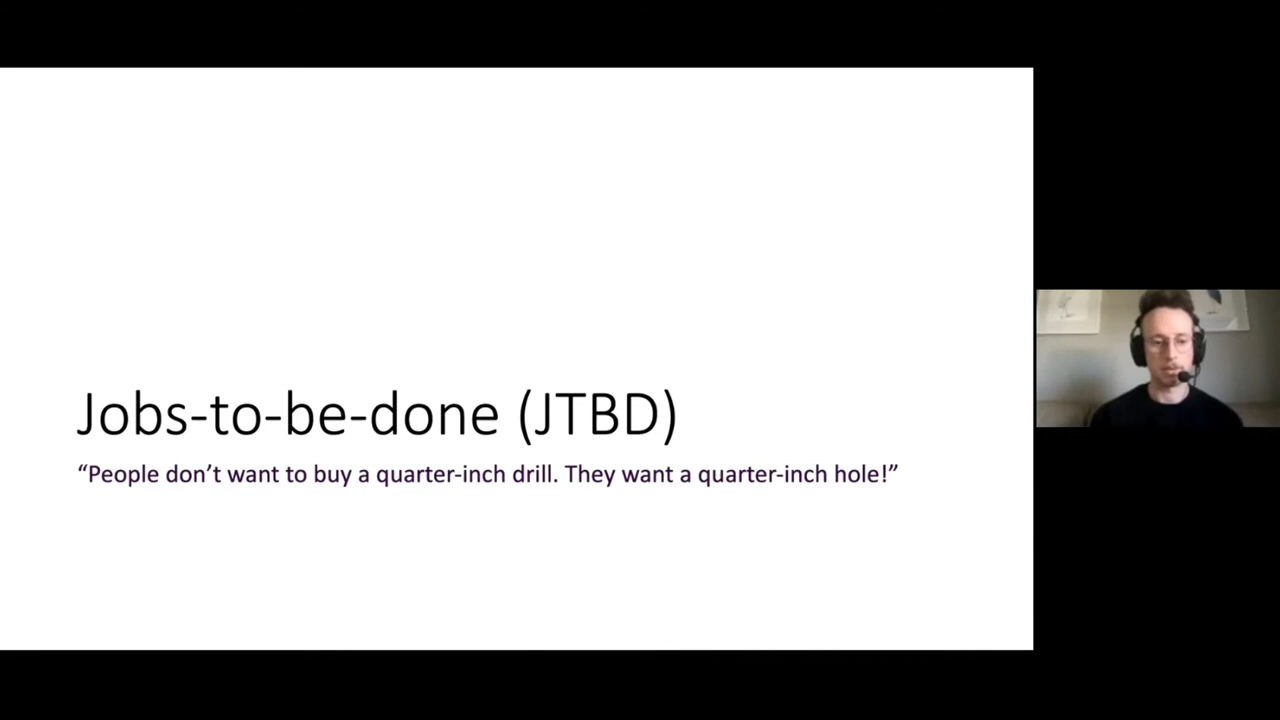 Jobs-to-be-done (JTBD)
“People don’t want to buy a quarter-inch drill. They want a quarter-inch hole!”